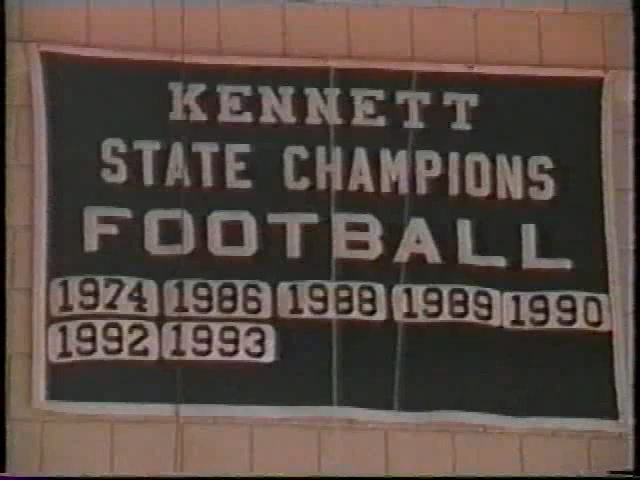 KENNETT
STATE CHAMPIONS
FOOTBALL
1974 1986 1988 1989 1990
1992 1993